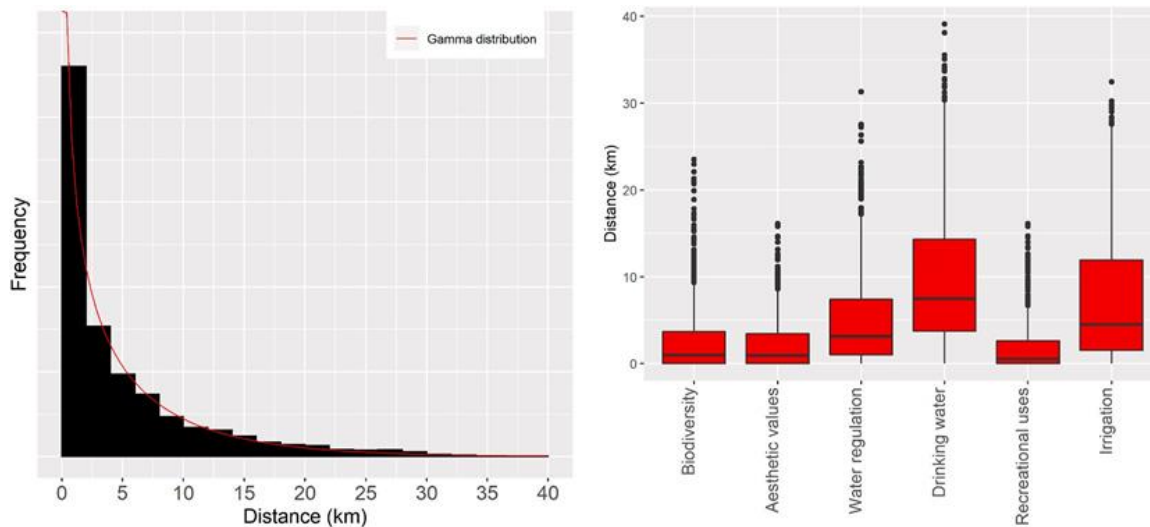 Gamma distribution
Frequency
0 5 10 15 20 25 30 35 40
Distance (km)
40
30
20
10
0
Distance (km)
Biodiversity
Aesthetic values
Water regulation
Drinking water
Recreational uses
Irrigation